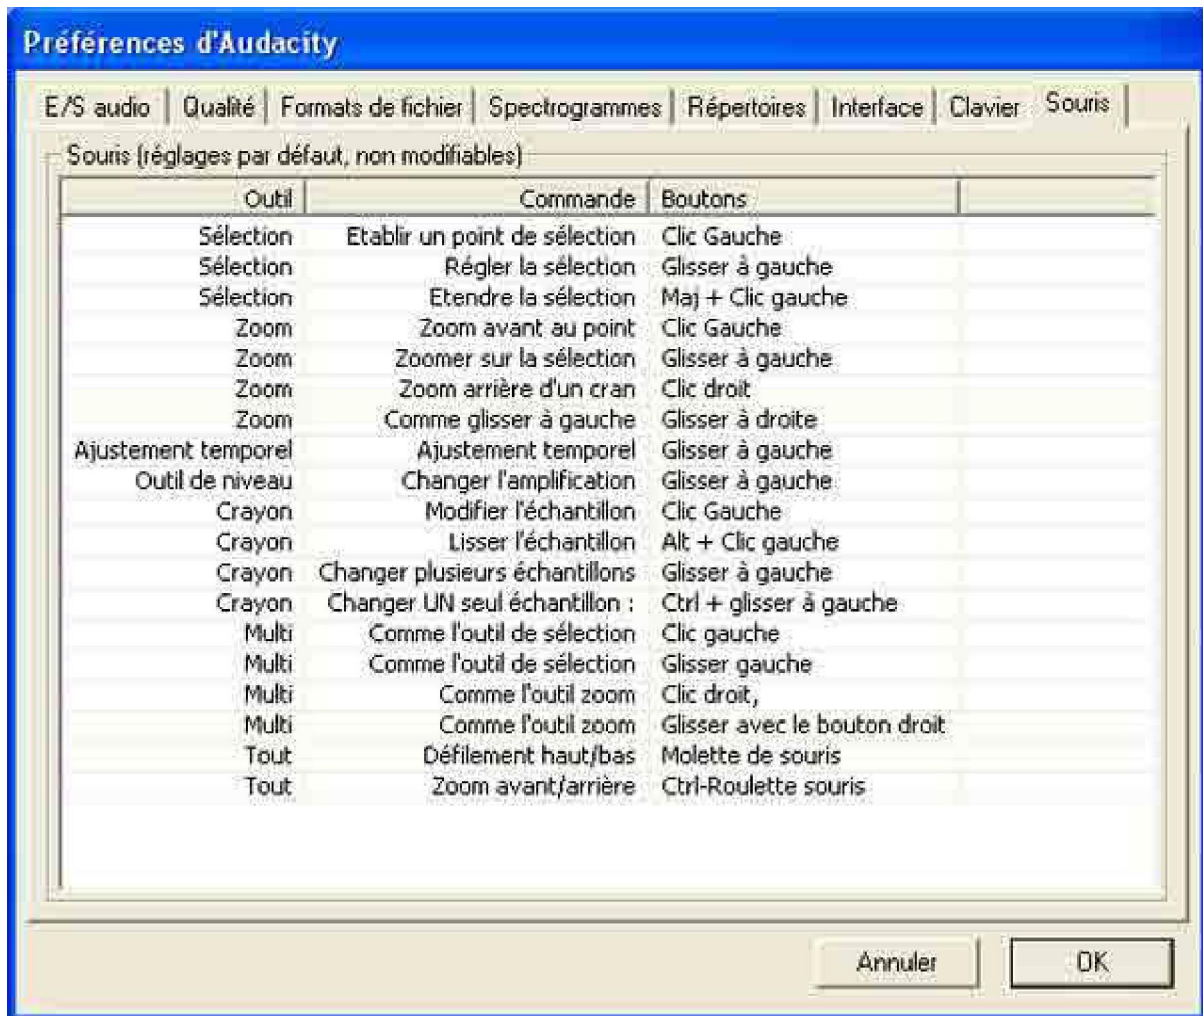 Préférences d'Audacity
E/S audio Qualité Formats de fichier Spectrogrammes Répertoires Interface Clavier Souris
Souris (réglages par défaut, non modifiables)
Outil Commande Boutons
Sélection Etablir un point de sélection Clic Gauche
Sélection Régler la sélection Glisser à gauche
Sélection Etendre la sélection Maj + Clic gauche
Zoom Zoom avant au point Clic Gauche
Zoom Zoomer sur la sélection Glisser à gauche
Zoom Zoom arrière d'un cran Clic droit
Zoom Comme glisser à gauche Glisser à droite
Ajustement temporel Ajustement temporel Glisser à gauche
Outil de niveau Changer l'amplification Glisser à gauche
Crayon Modifier l'échantillon Clic Gauche
Crayon Lisser l'échantillon Alt + Clic gauche
Crayon Changer plusieurs échantillons Glisser à gauche
Crayon Changer UN seul échantillon : Ctrl + glisser à gauche
Multi Comme l'outil de sélection Clic gauche
Multi Comme l'outil de sélection Glisser gauche
Multi Comme l'outil zoom Clic droit,
Multi Comme l'outil zoom Glisser avec le bouton droit
Tout Défilement haut/bas Molette de souris
Tout Zoom avant/arrière Ctrl-Roulette souris
Annuler OK